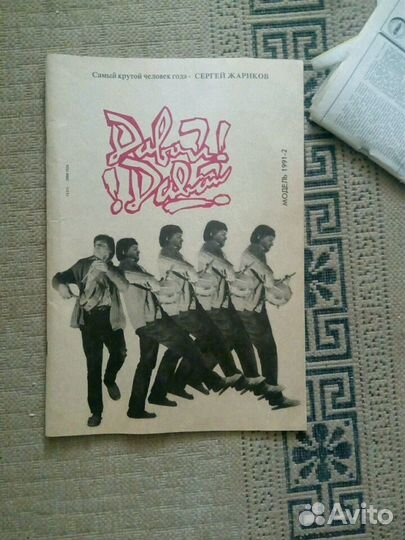 Самый крутой человек года - СЕРГЕЙ ЖАРИКОВ
Давай!
!Давай!
МОДЕЛЬ 1991-2
Avito